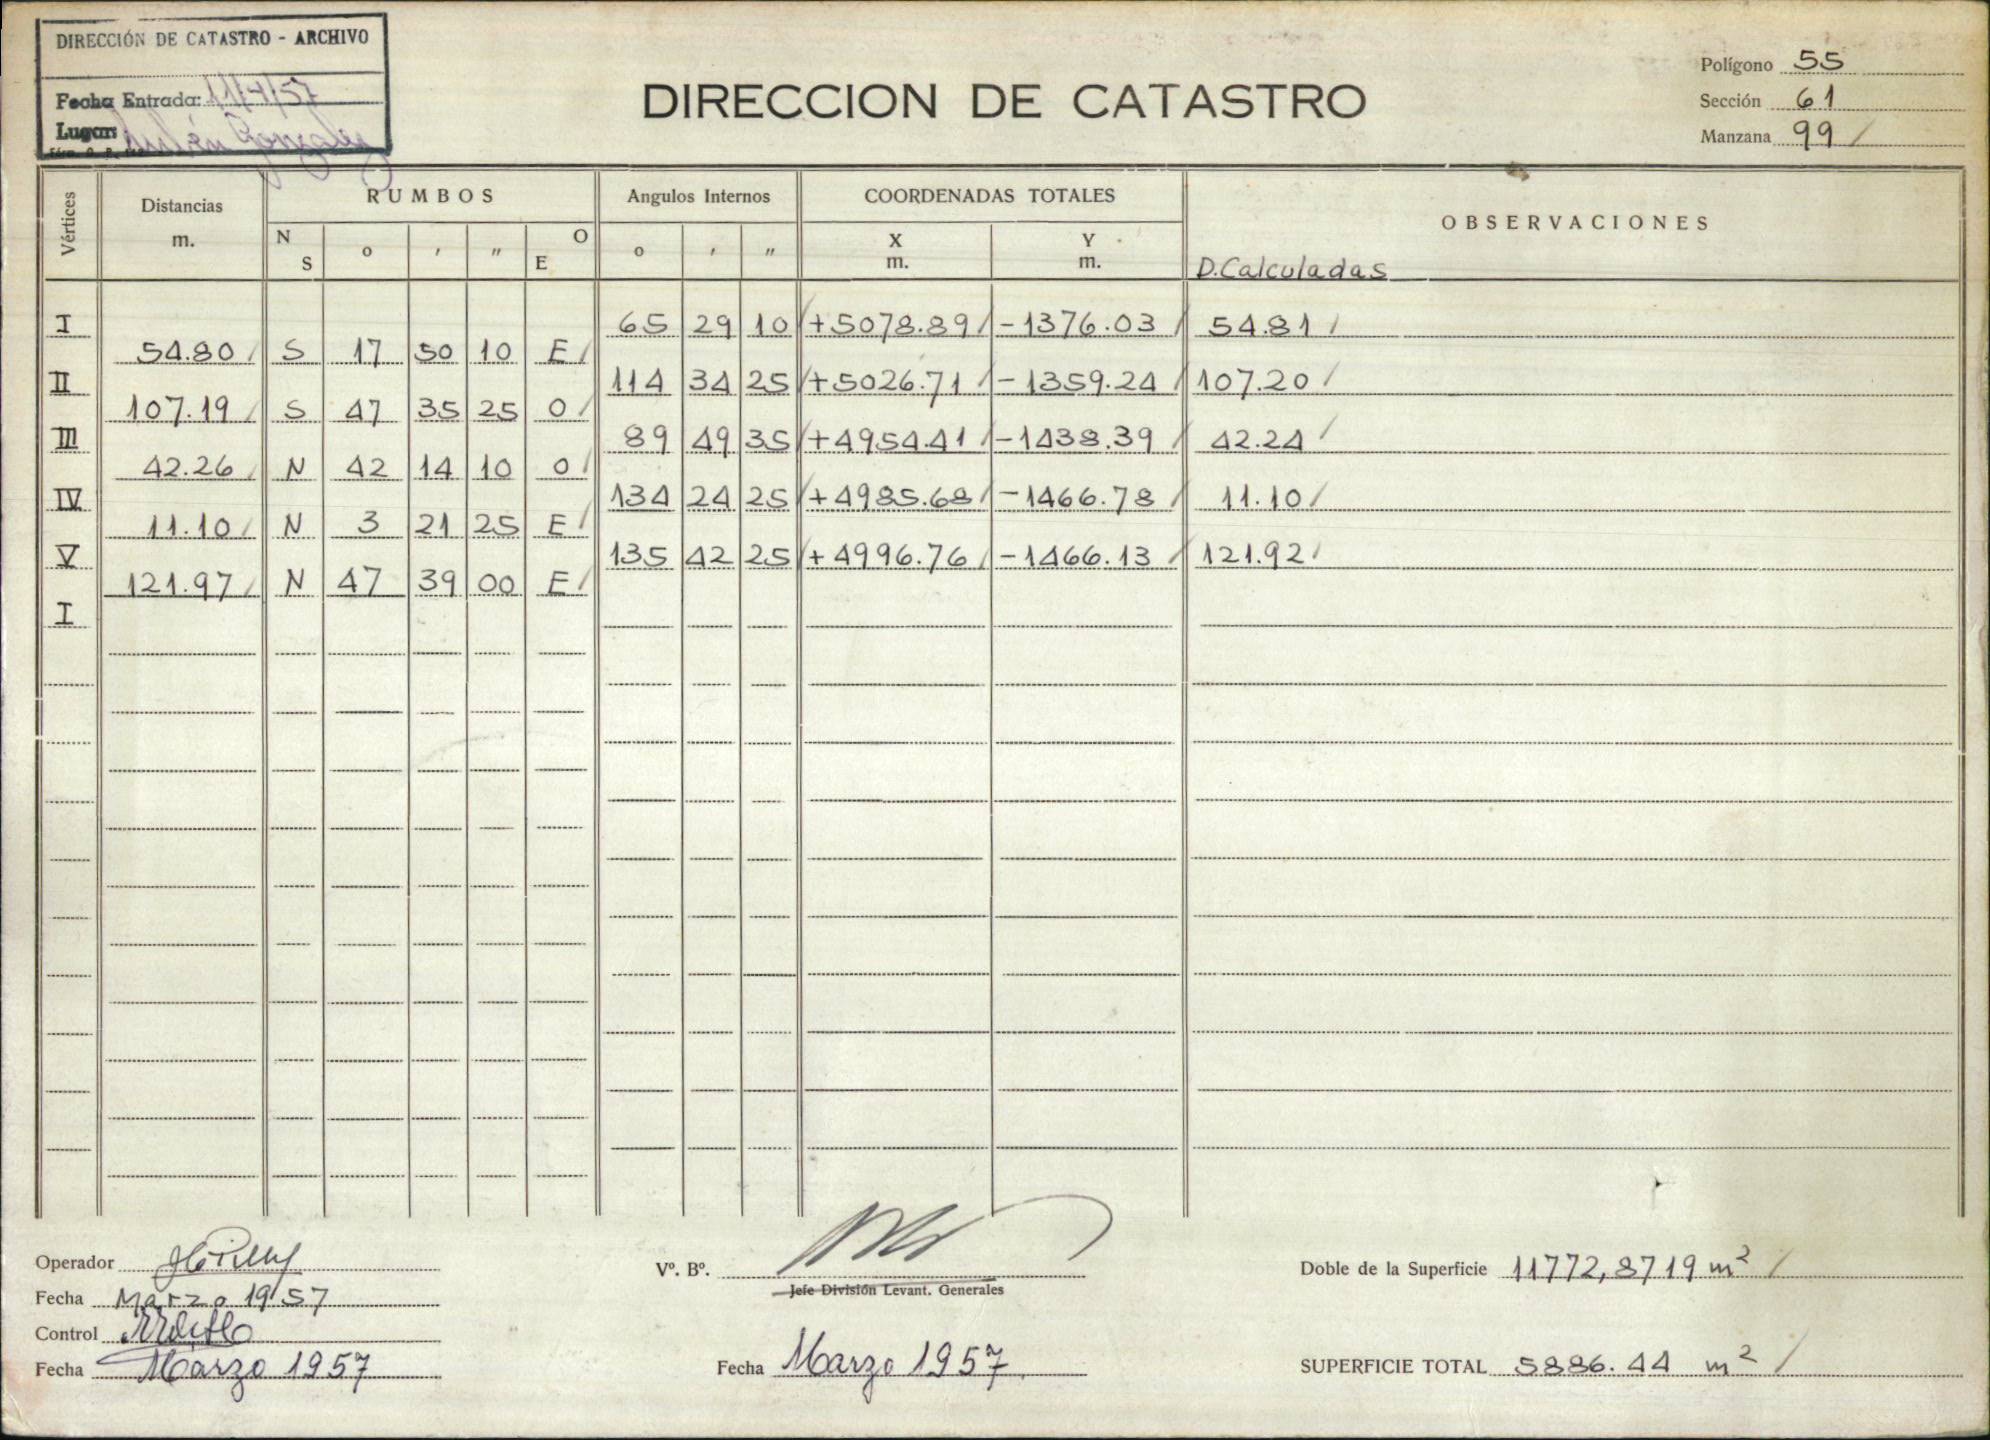 DIRECCIÓN DE CATASTRO - ARCHIVO
Fecha Entrada: 11/4/57
Lugar: Rubén Gonzalez
DIRECCION DE CATASTRO
Polígono 55
Sección 61
Manzana 99 /
Vértices
Distancias
m.
RUMBOS
N S ° ' " E O
Angulos Internos
° ' "
COORDENADAS TOTALES
X
m.
Y
m.
OBSERVACIONES
D. Calculadas
I 65 29 10 / +5078.89 / -1376.03 / 54.81 /
54.80 / S 17 50 10 E /
II 114 34 25 / +5026.71 / -1359.24 / 107.20 /
107.19 / S 47 35 25 O /
III 89 49 35 / +4954.41 / -1438.39 / 42.24 /
42.26 / N 42 14 10 O /
IV 134 24 25 / +4985.68 / -1466.78 / 11.10 /
11.10 / N 3 21 25 E /
V 135 42 25 / +4996.76 / -1466.13 / 121.92 /
121.97 / N 47 39 00 E /
I
Operador
Fecha Marzo 1957
Control
Fecha Marzo 1957
Vº. Bº.
Jefe División Levant. Generales
Fecha Marzo 1957
Doble de la Superficie 11772,8719 m² /
SUPERFICIE TOTAL 5886.44 m² /